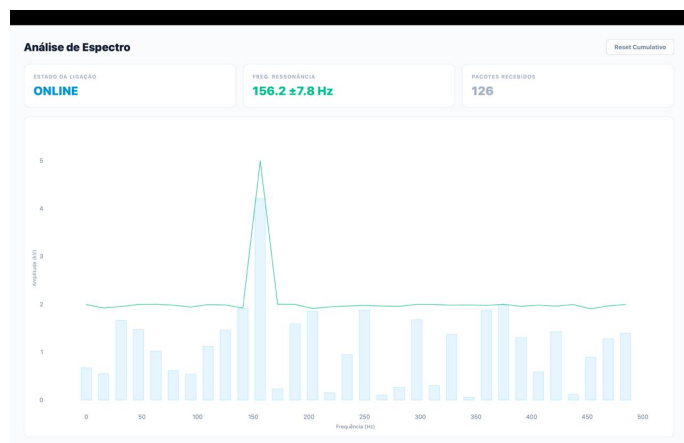 Análise de Espectro
Reset Cumulativo
ESTADO DA LIGAÇÃO
ONLINE
FREQ. RESSONÂNCIA
156.2 ±7.8 Hz
PACOTES RECEBIDOS
126
5
4
3
2
1
0
Amplitude (kV)
0
50
100
150
200
250
300
350
400
450
500
Frequência (Hz)